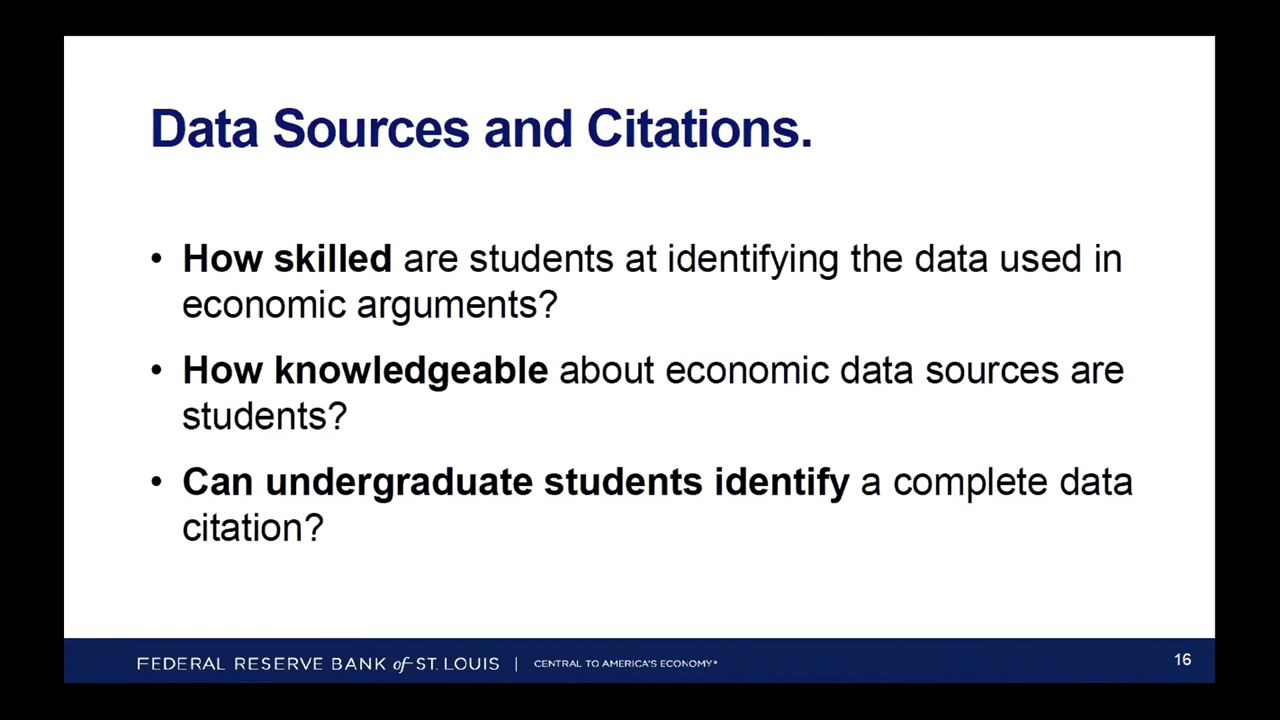 Data Sources and Citations.
• How skilled are students at identifying the data used in
economic arguments?
• How knowledgeable about economic data sources are
students?
• Can undergraduate students identify a complete data
citation?
FEDERAL RESERVE BANK of ST. LOUIS | CENTRAL TO AMERICA'S ECONOMY®
16